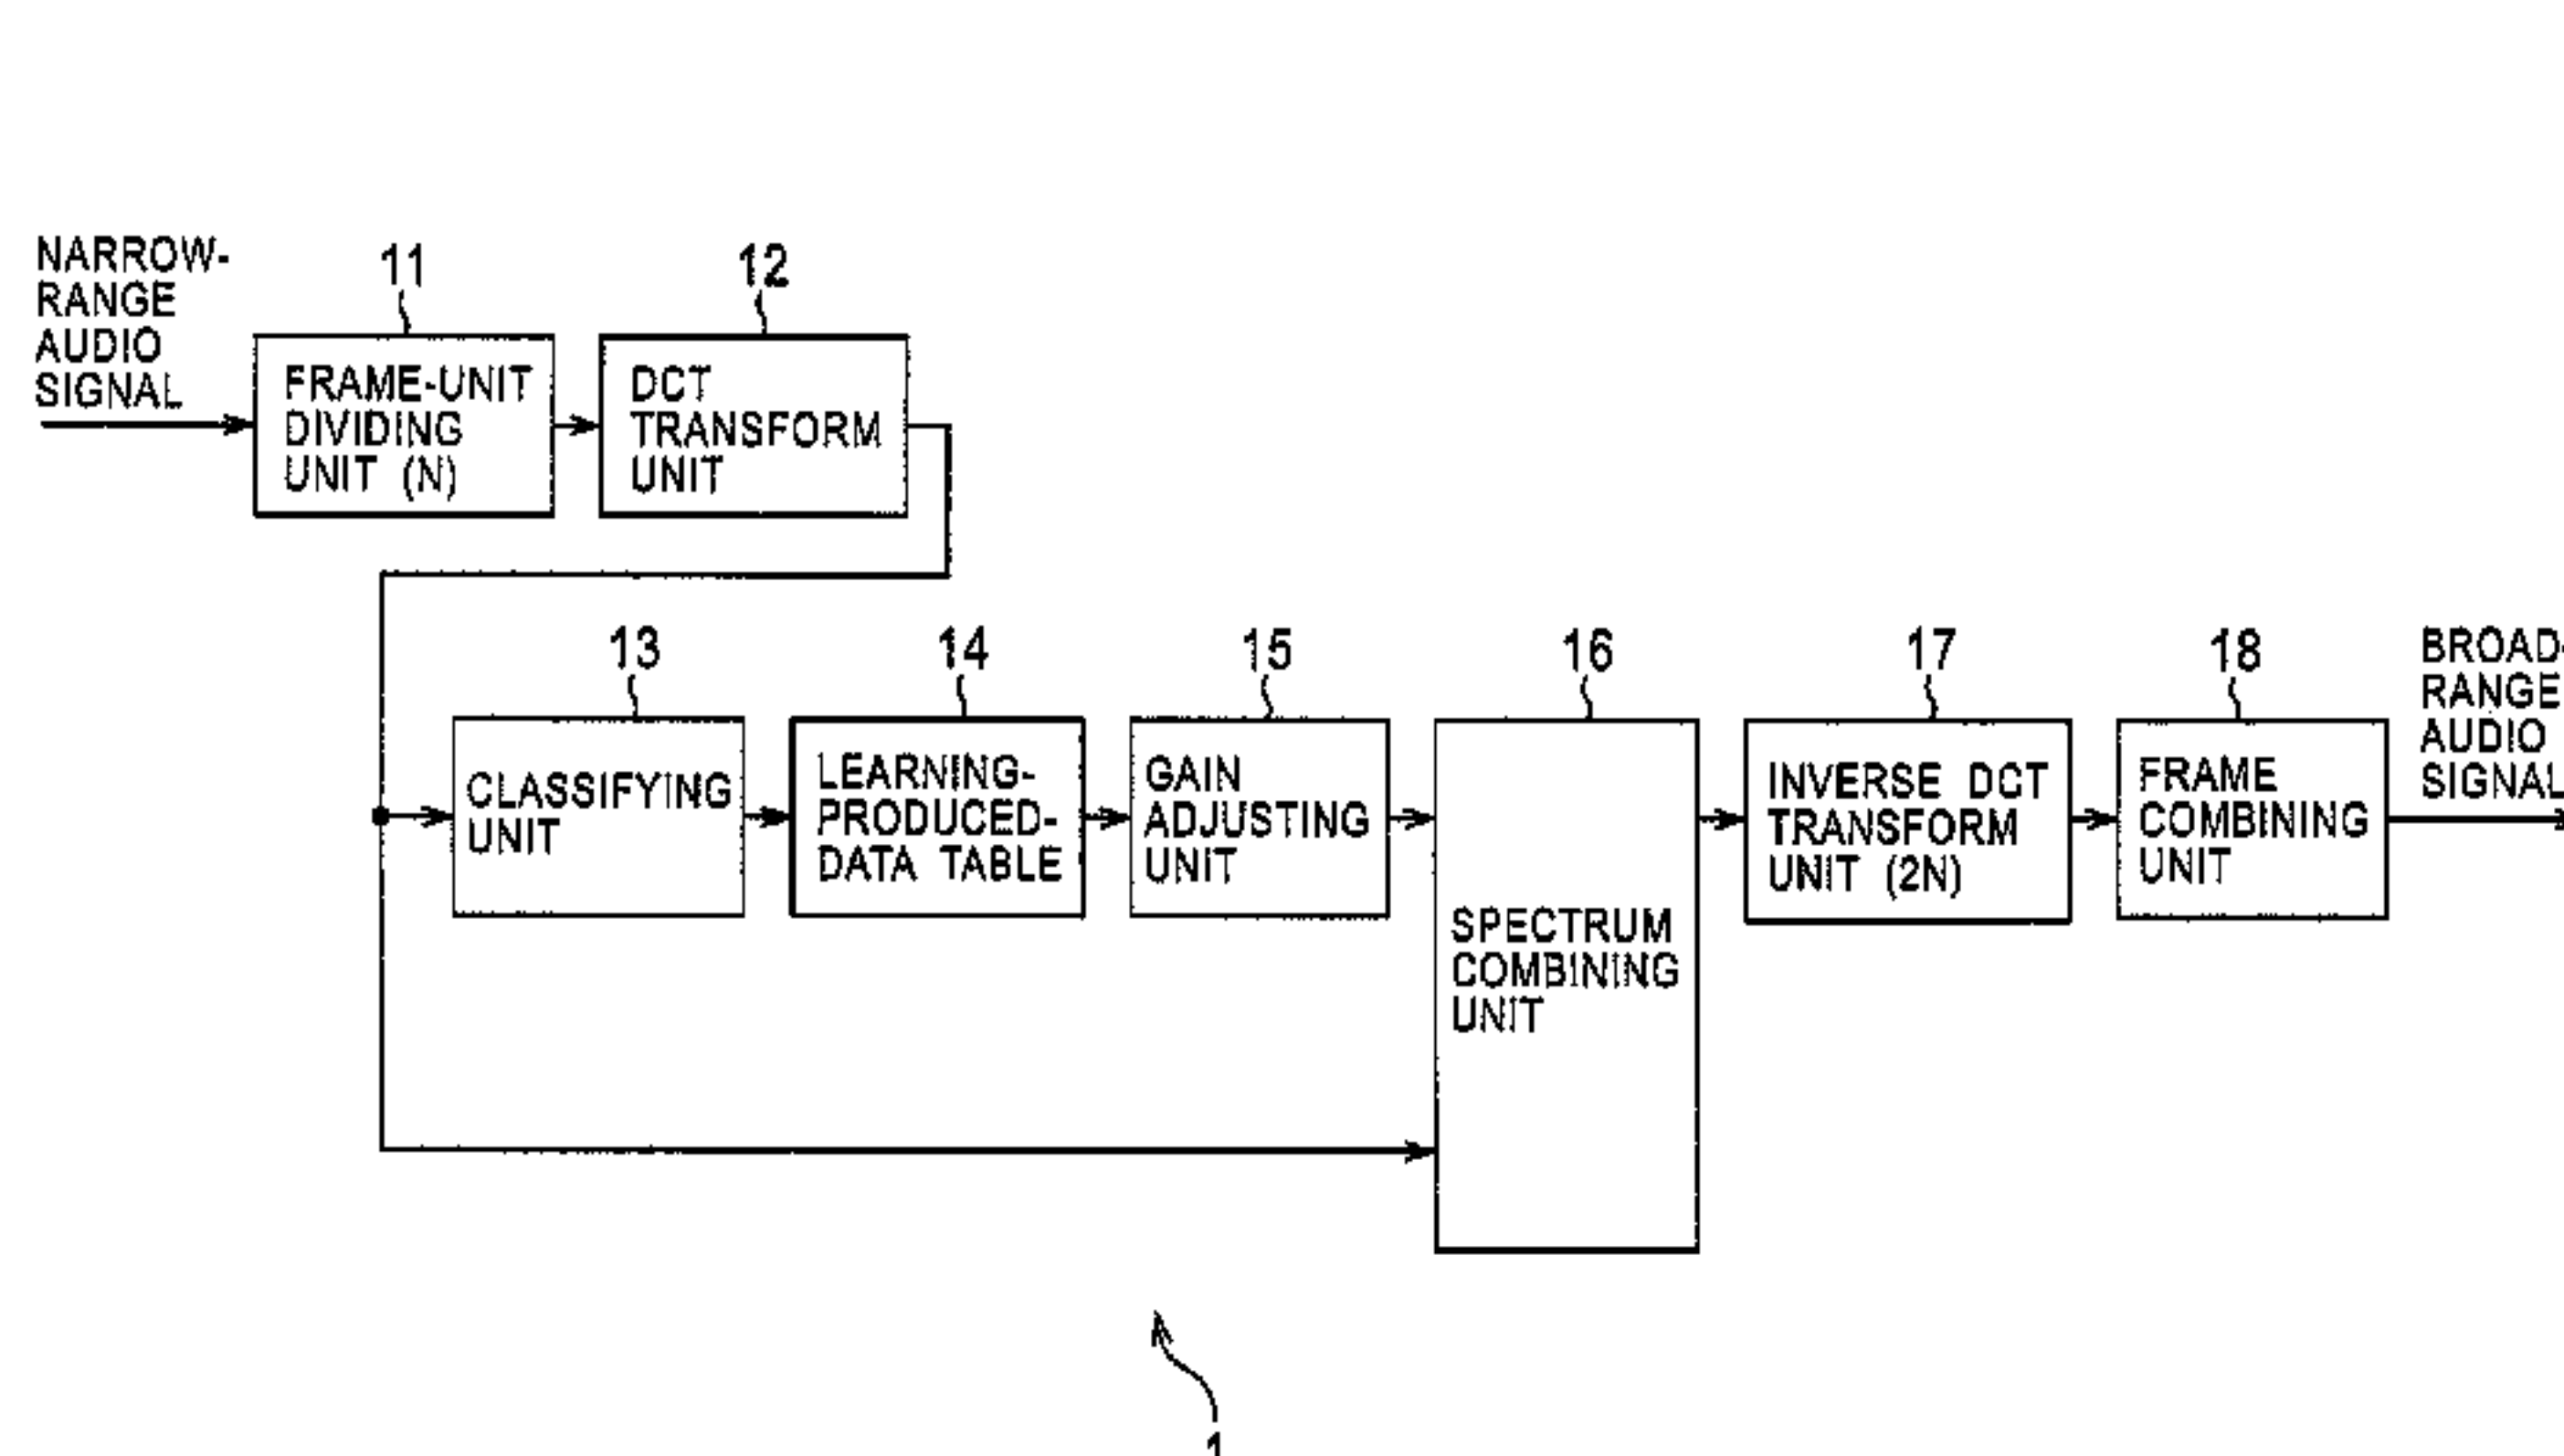 NARROW-
RANGE
AUDIO
SIGNAL
11
FRAME-UNIT
DIVIDING
UNIT (N)
12
DCT
TRANSFORM
UNIT
13
CLASSIFYING
UNIT
14
LEARNING-
PRODUCED-
DATA TABLE
15
GAIN
ADJUSTING
UNIT
16
SPECTRUM
COMBINING
UNIT
17
INVERSE DCT
TRANSFORM
UNIT (2N)
18
FRAME
COMBINING
UNIT
BROAD-
RANGE
AUDIO
SIGNAL
1